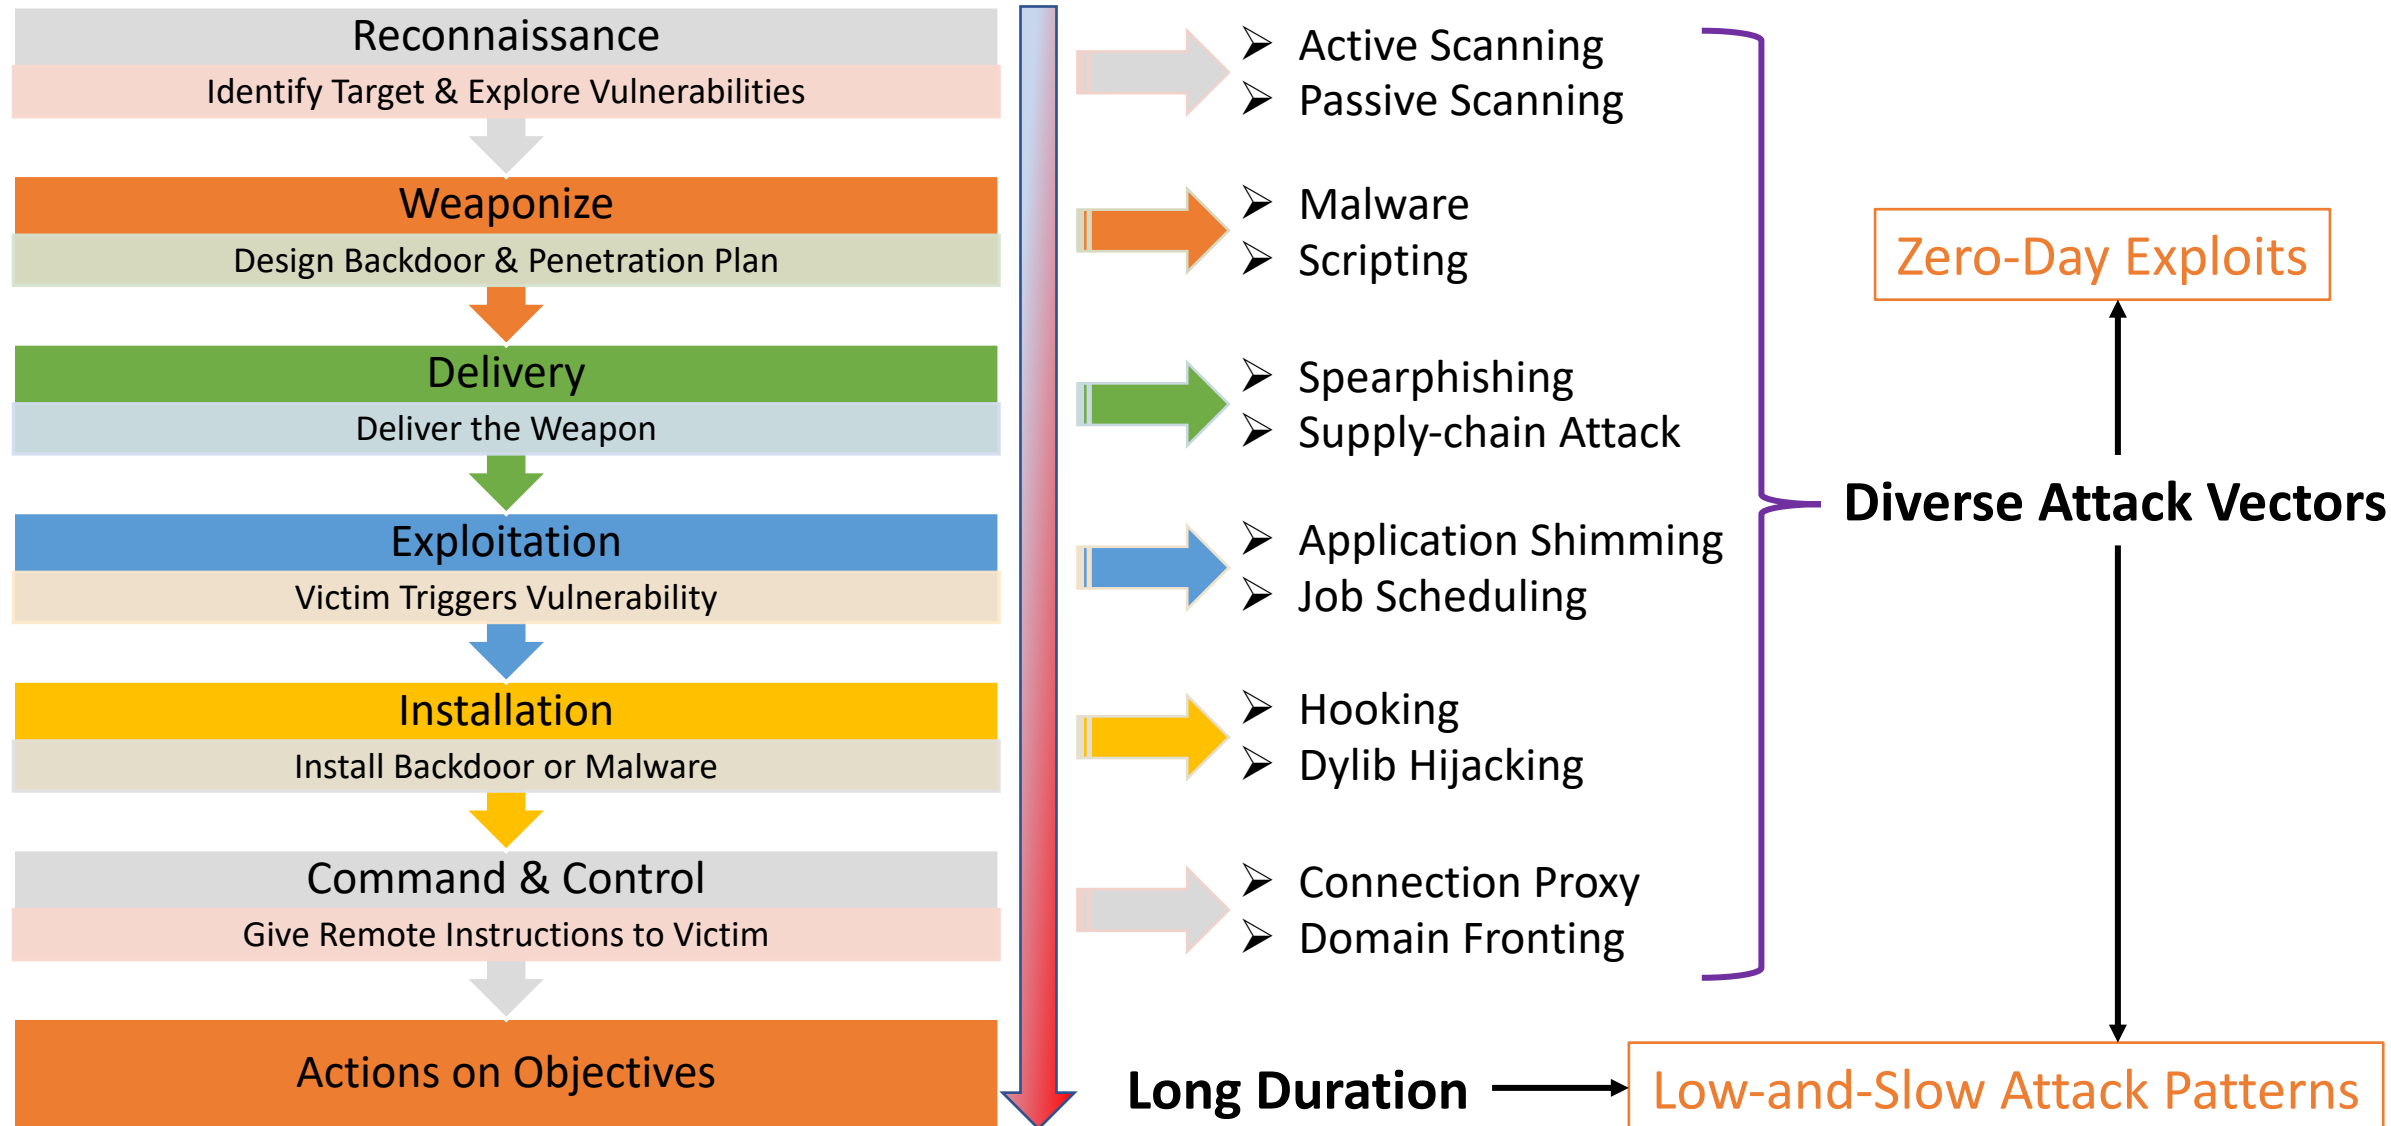 Reconnaissance
Identify Target & Explore Vulnerabilities
Weaponize
Design Backdoor & Penetration Plan
Delivery
Deliver the Weapon
Exploitation
Victim Triggers Vulnerability
Installation
Install Backdoor or Malware
Command & Control
Give Remote Instructions to Victim
Actions on Objectives
➢ Active Scanning
➢ Passive Scanning
➢ Malware
➢ Scripting
➢ Spearphishing
➢ Supply-chain Attack
➢ Application Shimming
➢ Job Scheduling
➢ Hooking
➢ Dylib Hijacking
➢ Connection Proxy
➢ Domain Fronting
Long Duration
Zero-Day Exploits
Diverse Attack Vectors
Low-and-Slow Attack Patterns